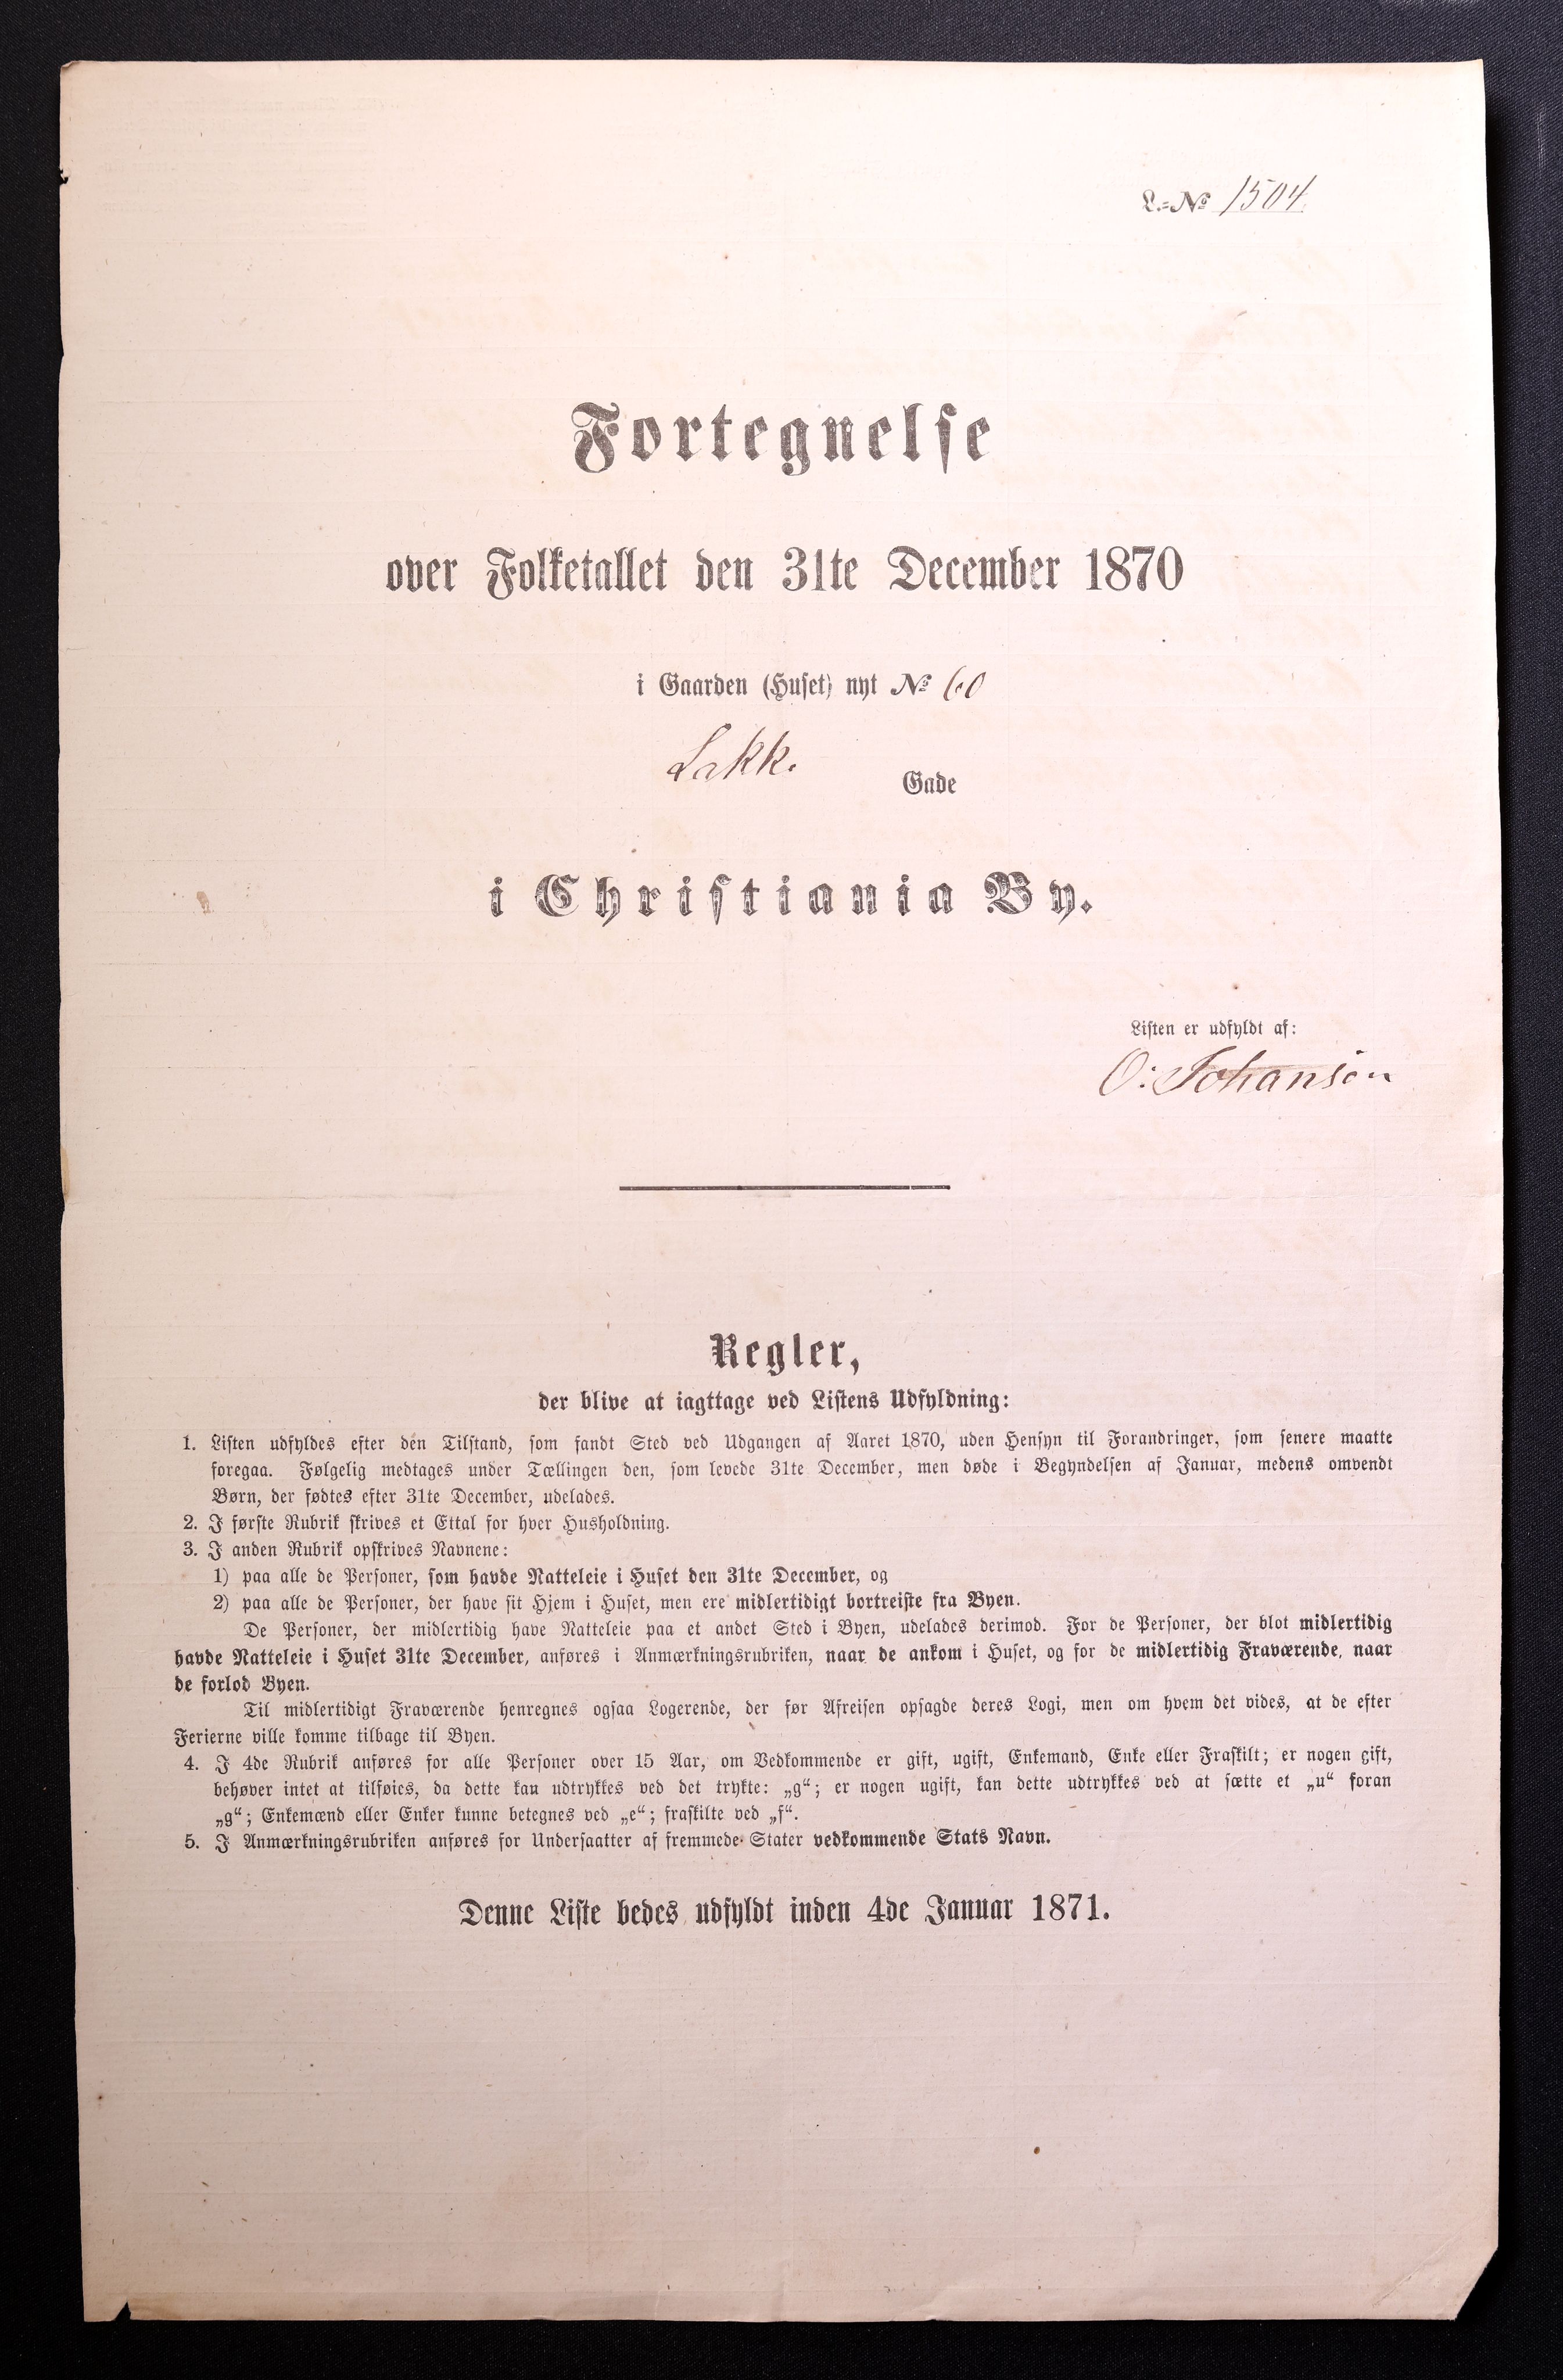 L.=No 1504.
Fortegnelse
over Folketallet den 31te December 1870
i Gaarden (Huset) nyt No 60
Lakk.
Gade
i Christiania By.
Listen er udfyldt af:
O: Johansen
Regler,
der blive at iagttage ved Listens Udfyldning:
1. Listen udfyldes efter den Tilstand, som fandt Sted ved Udgangen af Aaret 1870, uden Hensyn til Forandringer, som senere maatte
foregaa. Følgelig medtages under Tællingen den, som levede 31te December, men døde i Begyndelsen af Januar, medens omvendt
Børn, der fødtes efter 31te December, udelades.
2. I første Rubrik skrives et Ettal for hver Husholdning.
3. I anden Rubrik opskrives Navnene:
1) paa alle de Personer, som havde Natteleie i Huset den 31te December, og
2) paa alle de Personer, der have sit Hjem i Huset, men ere midlertidigt bortreiste fra Byen.
De Personer, der midlertidig have Natteleie paa et andet Sted i Byen, udelades derimod. For de Personer, der blot midlertidig
havde Natteleie i Huset 31te December, anføres i Anmærkningsrubriken, naar de ankom i Huset, og for de midlertidig Fraværende, naar
de forlod Byen.
Til midlertidigt Fraværende henregnes ogsaa Logerende, der før Afreisen opsagde deres Logi, men om hvem det vides, at de efter
Ferierne ville komme tilbage til Byen.
4. I 4de Rubrik anføres for alle Personer over 15 Aar, om Vedkommende er gift, ugift, Enkemand, Enke eller Fraskilt; er nogen gift,
behøver intet at tilføies, da dette kan udtrykkes ved det trykte: „g“; er nogen ugift, kan dette udtrykkes ved at sætte et „u“ foran
„g“; Enkemænd eller Enker kunne betegnes ved „e“; fraskilte ved „f“.
5. I Anmærkningsrubriken anføres for Undersaatter af fremmede Stater vedkommende Stats Navn.
Denne Liste bedes udfyldt inden 4de Januar 1871.